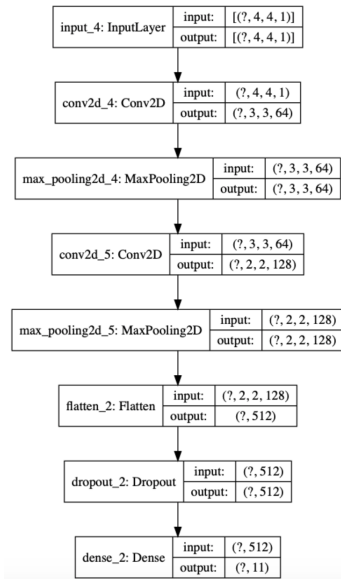 input_4: InputLayer
input: [(?, 4, 4, 1)]
output: [(?, 4, 4, 1)]
conv2d_4: Conv2D
input: (?, 4, 4, 1)
output: (?, 3, 3, 64)
max_pooling2d_4: MaxPooling2D
input: (?, 3, 3, 64)
output: (?, 3, 3, 64)
conv2d_5: Conv2D
input: (?, 3, 3, 64)
output: (?, 2, 2, 128)
max_pooling2d_5: MaxPooling2D
input: (?, 2, 2, 128)
output: (?, 2, 2, 128)
flatten_2: Flatten
input: (?, 2, 2, 128)
output: (?, 512)
dropout_2: Dropout
input: (?, 512)
output: (?, 512)
dense_2: Dense
input: (?, 512)
output: (?, 11)